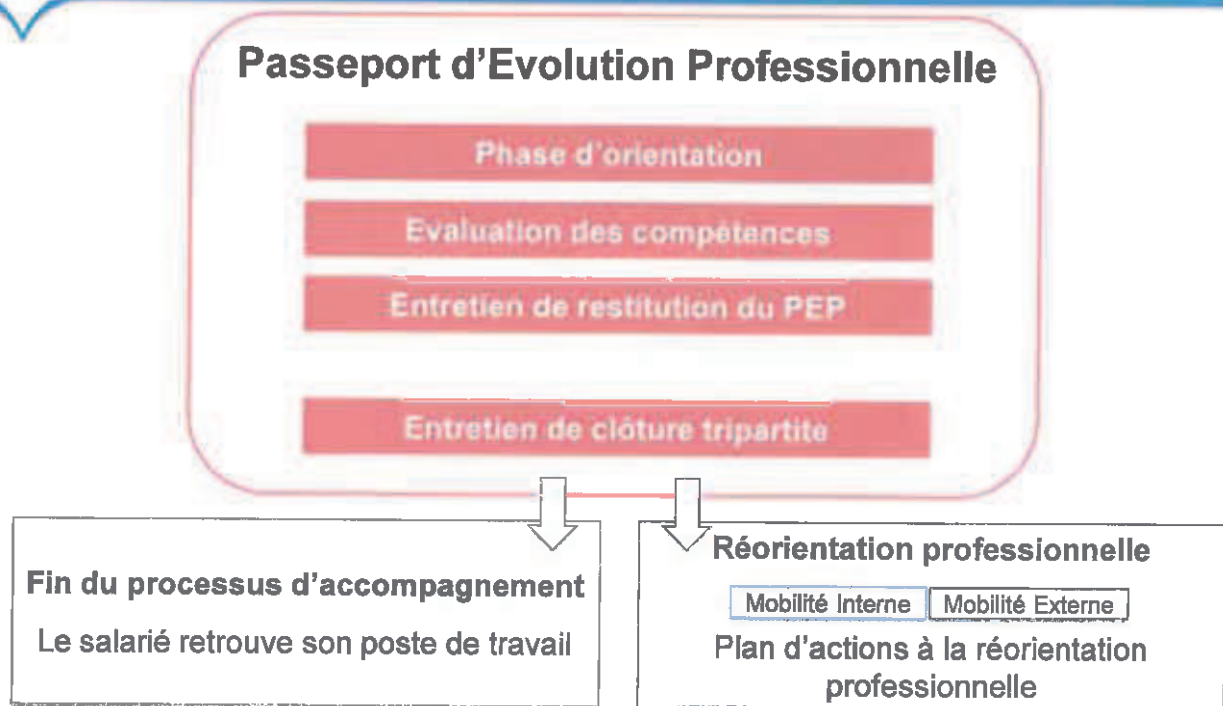 Passeport d'Evolution Professionnelle
Phase d'orientation
Evaluation des compétences
Entretien de restitution du PEP
Entretien de clôture tripartite
Fin du processus d'accompagnement
Le salarié retrouve son poste de travail
Réorientation professionnelle
Mobilité Interne Mobilité Externe
Plan d'actions à la réorientation
professionnelle